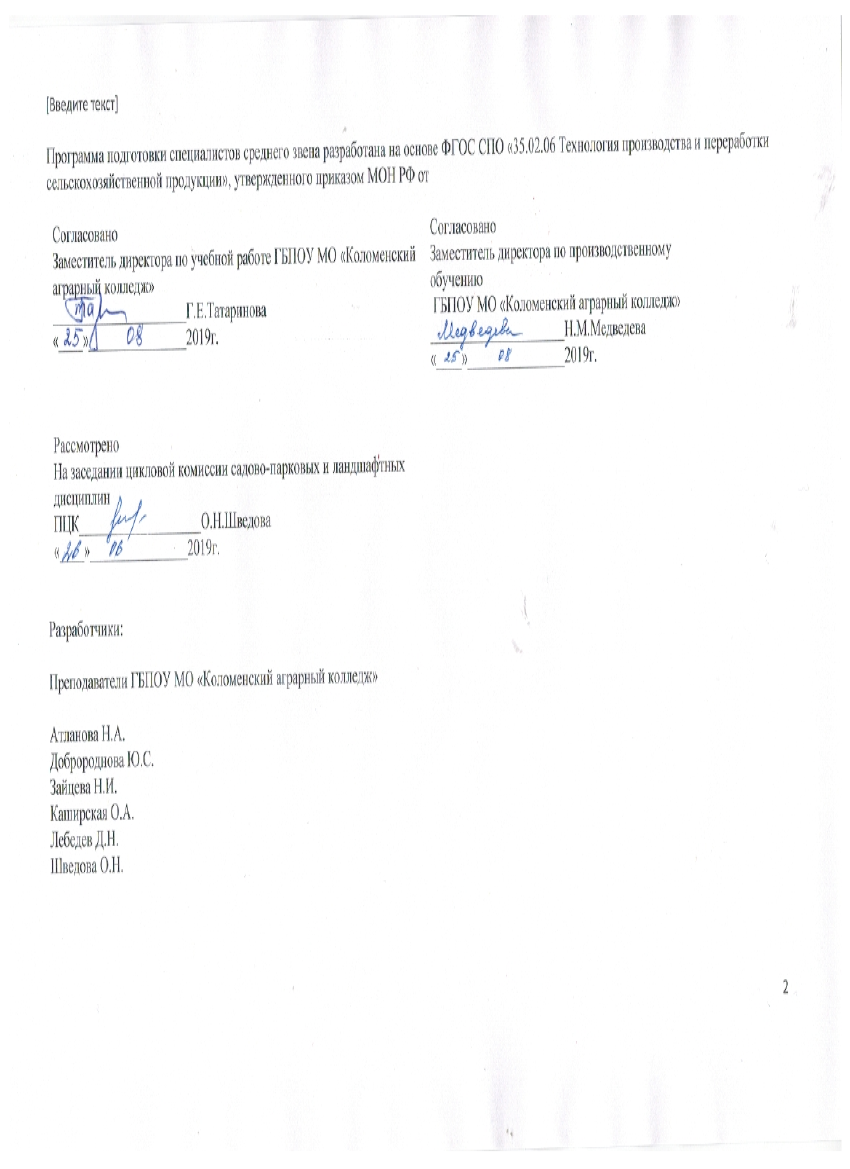 [Введите текст]
Программа подготовки специалистов среднего звена разработана на основе ФГОС СПО «35.02.06 Технология производства и переработки
сельскохозяйственной продукции», утвержденного приказом МОН РФ от
Согласовано
Заместитель директора по учебной работе ГБПОУ МО «Коломенский
аграрный колледж»
Г.Е.Татаринова
« 25 » 08 2019г.
Согласовано
Заместитель директора по производственному
обучению
ГБПОУ МО «Коломенский аграрный колледж»
Медведева Н.М.Медведева
« 25 » 08 2019г.
Рассмотрено
На заседании цикловой комиссии садово-парковых и ландшафтных
дисциплин
ПЦК О.Н.Шведова
« 26 » 06 2019г.
Разработчики:
Преподаватели ГБПОУ МО «Коломенский аграрный колледж»
Атланова Н.А.
Добророднова Ю.С.
Зайцева Н.И.
Каширская О.А.
Лебедев Д.Н.
Шведова О.Н.
2